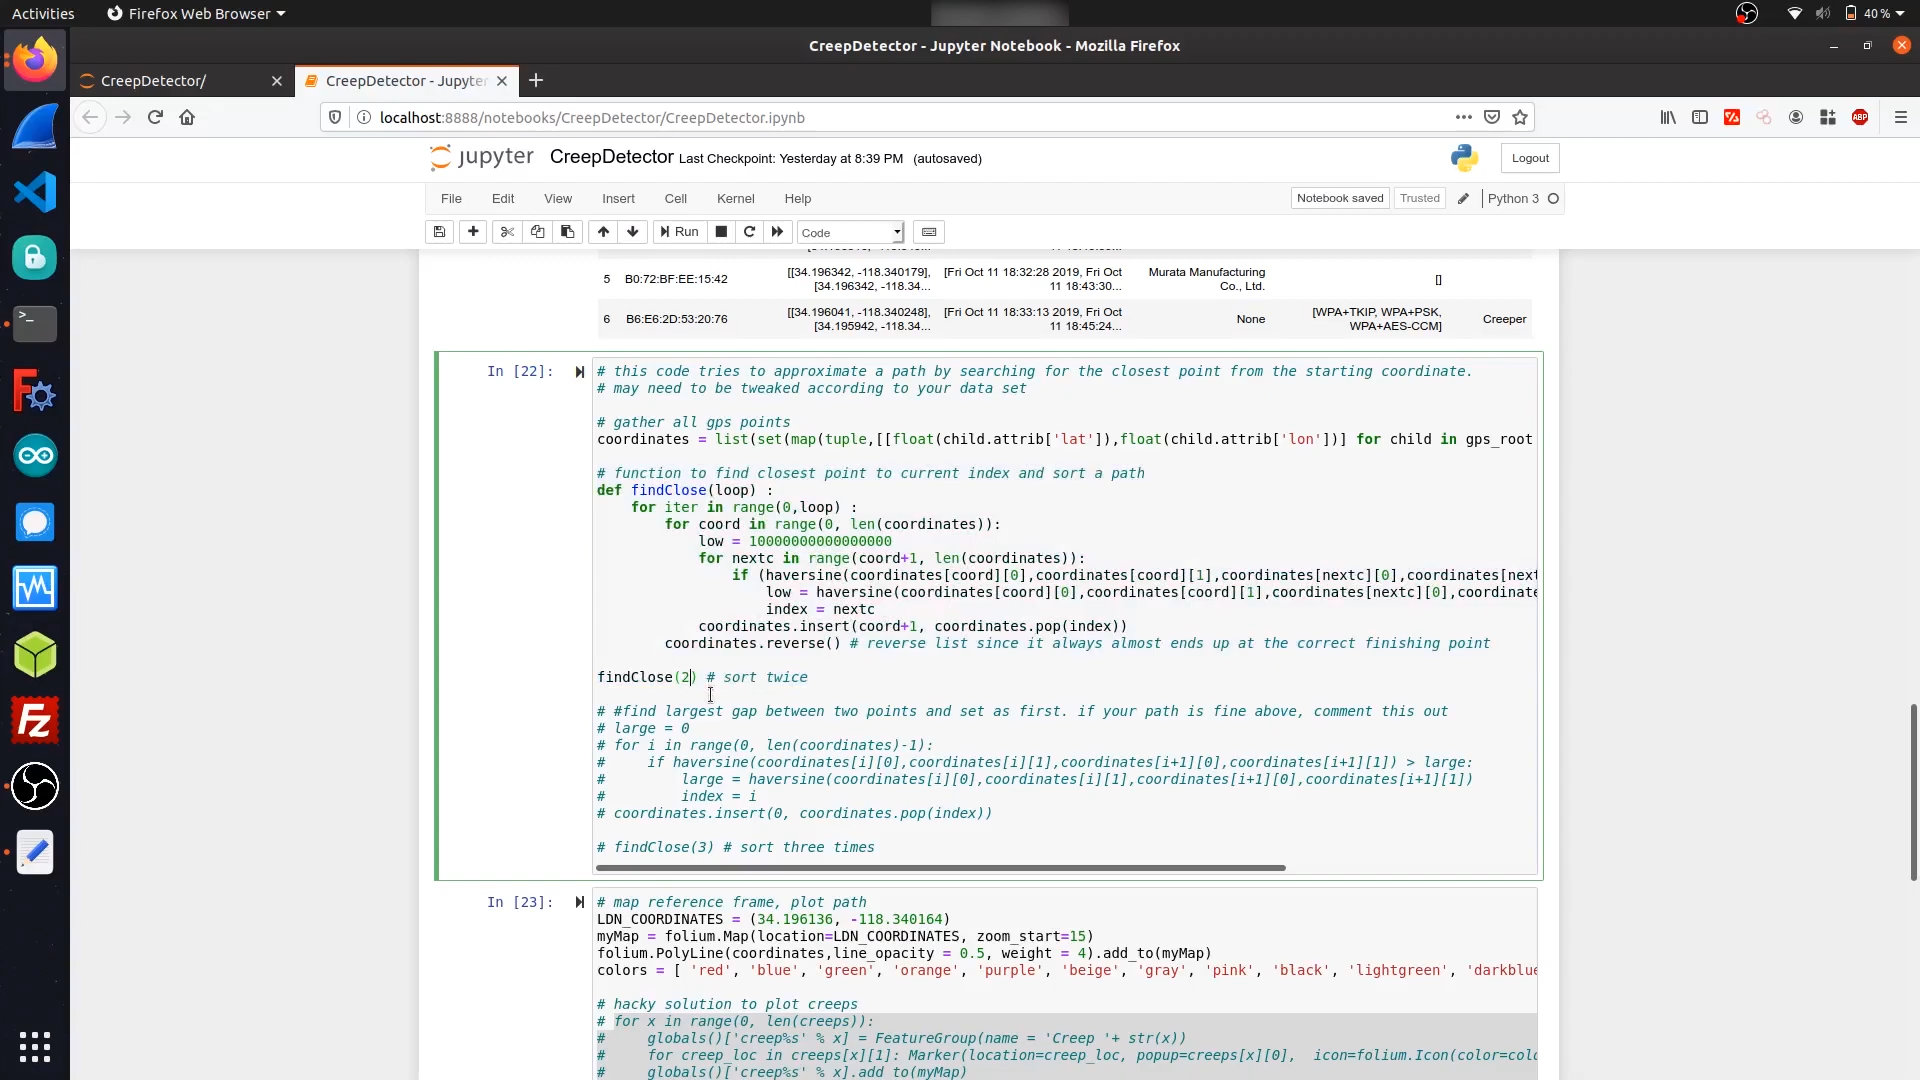 Activities
Firefox Web Browser
40 %
CreepDetector - Jupyter Notebook - Mozilla Firefox
CreepDetector/
CreepDetector - Jupyter
localhost:8888/notebooks/CreepDetector/CreepDetector.ipynb
ABP
jupyter CreepDetector Last Checkpoint: Yesterday at 8:39 PM (autosaved)
Logout
File Edit View Insert Cell Kernel Help
Notebook saved Trusted Python 3
Run Code
5 B0:72:BF:EE:15:42 [[34.196342, -118.340179], [Fri Oct 11 18:32:28 2019, Fri Oct Murata Manufacturing []
[34.196342, -118.34... 11 18:43:30... Co., Ltd.
6 B6:E6:2D:53:20:76 [[34.196041, -118.340248], [Fri Oct 11 18:33:13 2019, Fri Oct None [WPA+TKIP, WPA+PSK, Creeper
[34.195942, -118.34... 11 18:45:24... WPA+AES-CCM]
In [22]:
# this code tries to approximate a path by searching for the closest point from the starting coordinate.
# may need to be tweaked according to your data set
# gather all gps points
coordinates = list(set(map(tuple,[[float(child.attrib['lat']),float(child.attrib['lon'])] for child in gps_root
# function to find closest point to current index and sort a path
def findClose(loop) :
    for iter in range(0,loop) :
        for coord in range(0, len(coordinates)):
            low = 10000000000000000
            for nextc in range(coord+1, len(coordinates)):
                if (haversine(coordinates[coord][0],coordinates[coord][1],coordinates[nextc][0],coordinates[next
                    low = haversine(coordinates[coord][0],coordinates[coord][1],coordinates[nextc][0],coordinate
                    index = nextc
            coordinates.insert(coord+1, coordinates.pop(index))
        coordinates.reverse() # reverse list since it always almost ends up at the correct finishing point
findClose(2) # sort twice
# #find largest gap between two points and set as first. if your path is fine above, comment this out
# large = 0
# for i in range(0, len(coordinates)-1):
#     if haversine(coordinates[i][0],coordinates[i][1],coordinates[i+1][0],coordinates[i+1][1]) > large:
#         large = haversine(coordinates[i][0],coordinates[i][1],coordinates[i+1][0],coordinates[i+1][1])
#         index = i
# coordinates.insert(0, coordinates.pop(index))
# findClose(3) # sort three times
In [23]:
# map reference frame, plot path
LDN_COORDINATES = (34.196136, -118.340164)
myMap = folium.Map(location=LDN_COORDINATES, zoom_start=15)
folium.PolyLine(coordinates,line_opacity = 0.5, weight = 4).add_to(myMap)
colors = [ 'red', 'blue', 'green', 'orange', 'purple', 'beige', 'gray', 'pink', 'black', 'lightgreen', 'darkblue
# hacky solution to plot creeps
# for x in range(0, len(creeps)):
#     globals()['creep%s' % x] = FeatureGroup(name = 'Creep '+ str(x))
#     for creep_loc in creeps[x][1]: Marker(location=creep_loc, popup=creeps[x][0],  icon=folium.Icon(color=colo
#     globals()['creep%s' % x].add_to(myMap)